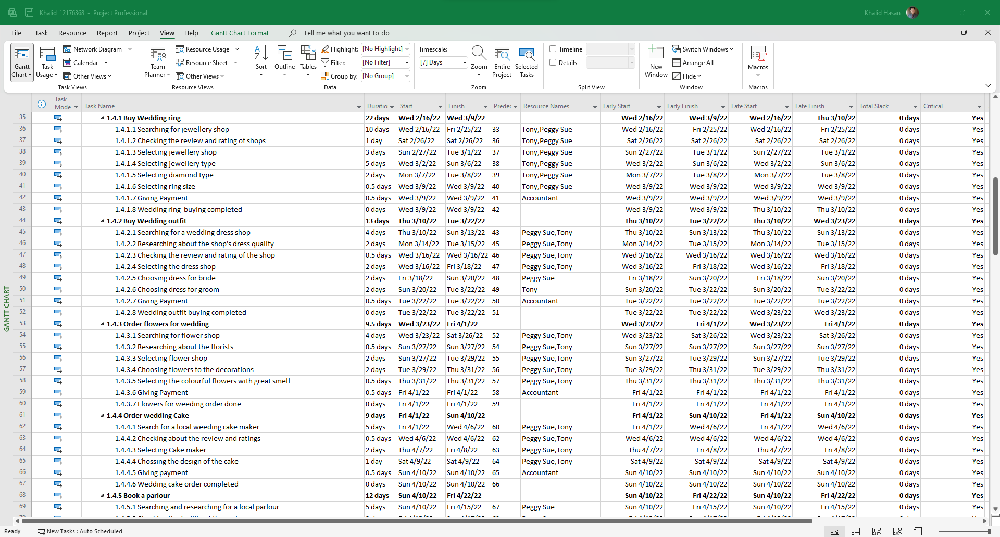 Khalid_12176368 - Project Professional
Khalid Hasan
File Task Resource Report Project View Help Gantt Chart Format Tell me what you want to do
Gantt Chart
Task Usage
Network Diagram
Calendar
Other Views
Task Views
Team Planner
Resource Usage
Resource Sheet
Other Views
Resource Views
Sort
Outline
Tables
Highlight: [No Highlight]
Filter: [No Filter]
Group by: [No Group]
Data
Timescale:
[7] Days
Zoom
Entire Project
Selected Tasks
Zoom
Timeline
Details
Split View
New Window
Switch Windows
Arrange All
Hide
Window
Macros
Macros
Task Mode Task Name Duratio Start Finish Predec Resource Names Early Start Early Finish Late Start Late Finish Total Slack Critical
35 1.4.1 Buy Wedding ring 22 days Wed 2/16/22 Wed 3/9/22 Wed 2/16/22 Wed 3/9/22 Wed 2/16/22 Thu 3/10/22 0 days Yes
36 1.4.1.1 Searching for jewellery shop 10 days Wed 2/16/22 Fri 2/25/22 33 Tony,Peggy Sue Wed 2/16/22 Fri 2/25/22 Wed 2/16/22 Fri 2/25/22 0 days Yes
37 1.4.1.2 Checking the review and rating of shops 1 day Sat 2/26/22 Sat 2/26/22 36 Tony,Peggy Sue Sat 2/26/22 Sat 2/26/22 Sat 2/26/22 Sat 2/26/22 0 days Yes
38 1.4.1.3 Selecting jewellery shop 3 days Sun 2/27/22 Tue 3/1/22 37 Tony,Peggy Sue Sun 2/27/22 Tue 3/1/22 Sun 2/27/22 Tue 3/1/22 0 days Yes
39 1.4.1.4 Selecting jewellery type 5 days Wed 3/2/22 Sun 3/6/22 38 Tony,Peggy Sue Wed 3/2/22 Sun 3/6/22 Wed 3/2/22 Sun 3/6/22 0 days Yes
40 1.4.1.5 Selecting diamond type 2 days Mon 3/7/22 Tue 3/8/22 39 Tony,Peggy Sue Mon 3/7/22 Tue 3/8/22 Mon 3/7/22 Tue 3/8/22 0 days Yes
41 1.4.1.6 Selecting ring size 0.5 days Wed 3/9/22 Wed 3/9/22 40 Tony,Peggy Sue Wed 3/9/22 Wed 3/9/22 Wed 3/9/22 Wed 3/9/22 0 days Yes
42 1.4.1.7 Giving Payment 0.5 days Wed 3/9/22 Wed 3/9/22 41 Accountant Wed 3/9/22 Wed 3/9/22 Wed 3/9/22 Wed 3/9/22 0 days Yes
43 1.4.1.8 Wedding ring  buying completed 0 days Wed 3/9/22 Wed 3/9/22 42 Wed 3/9/22 Wed 3/9/22 Thu 3/10/22 Thu 3/10/22 0 days Yes
44 1.4.2 Buy Wedding outfit 13 days Thu 3/10/22 Tue 3/22/22 Thu 3/10/22 Tue 3/22/22 Thu 3/10/22 Wed 3/23/22 0 days Yes
45 1.4.2.1 Searching for a wedding dress shop 4 days Thu 3/10/22 Sun 3/13/22 43 Peggy Sue,Tony Thu 3/10/22 Sun 3/13/22 Thu 3/10/22 Sun 3/13/22 0 days Yes
46 1.4.2.2 Researching about the shop's dress quality 2 days Mon 3/14/22 Tue 3/15/22 45 Peggy Sue,Tony Mon 3/14/22 Tue 3/15/22 Mon 3/14/22 Tue 3/15/22 0 days Yes
47 1.4.2.3 Checking the review and rating of the shop 0.5 days Wed 3/16/22 Wed 3/16/22 46 Peggy Sue,Tony Wed 3/16/22 Wed 3/16/22 Wed 3/16/22 Wed 3/16/22 0 days Yes
48 1.4.2.4 Selecting the dress shop 2 days Wed 3/16/22 Fri 3/18/22 47 Peggy Sue,Tony Wed 3/16/22 Fri 3/18/22 Wed 3/16/22 Fri 3/18/22 0 days Yes
49 1.4.2.5 Choosing dress for bride 2 days Fri 3/18/22 Sun 3/20/22 48 Peggy Sue Fri 3/18/22 Sun 3/20/22 Fri 3/18/22 Sun 3/20/22 0 days Yes
50 1.4.2.6 Choosing dress for groom 2 days Sun 3/20/22 Tue 3/22/22 49 Tony Sun 3/20/22 Tue 3/22/22 Sun 3/20/22 Tue 3/22/22 0 days Yes
51 1.4.2.7 Giving Payment 0.5 days Tue 3/22/22 Tue 3/22/22 50 Accountant Tue 3/22/22 Tue 3/22/22 Tue 3/22/22 Tue 3/22/22 0 days Yes
52 1.4.2.8 Wedding outfit buying completed 0 days Tue 3/22/22 Tue 3/22/22 51 Tue 3/22/22 Tue 3/22/22 Wed 3/23/22 Wed 3/23/22 0 days Yes
53 1.4.3 Order flowers for wedding 9.5 days Wed 3/23/22 Fri 4/1/22 Wed 3/23/22 Fri 4/1/22 Wed 3/23/22 Fri 4/1/22 0 days Yes
54 1.4.3.1 Searching for flower shop 4 days Wed 3/23/22 Sat 3/26/22 52 Peggy Sue,Tony Wed 3/23/22 Sat 3/26/22 Wed 3/23/22 Sat 3/26/22 0 days Yes
55 1.4.3.2 Researching about the florists 0.5 days Sun 3/27/22 Sun 3/27/22 54 Peggy Sue,Tony Sun 3/27/22 Sun 3/27/22 Sun 3/27/22 Sun 3/27/22 0 days Yes
56 1.4.3.3 Selecting flower shop 2 days Sun 3/27/22 Tue 3/29/22 55 Peggy Sue,Tony Sun 3/27/22 Tue 3/29/22 Sun 3/27/22 Tue 3/29/22 0 days Yes
57 1.4.3.4 Choosing flowers fo the decorations 2 days Tue 3/29/22 Thu 3/31/22 56 Peggy Sue,Tony Tue 3/29/22 Thu 3/31/22 Tue 3/29/22 Thu 3/31/22 0 days Yes
58 1.4.3.5 Selecting the colourful flowers with great smell 0.5 days Thu 3/31/22 Thu 3/31/22 57 Peggy Sue,Tony Thu 3/31/22 Thu 3/31/22 Thu 3/31/22 Thu 3/31/22 0 days Yes
59 1.4.3.6 Giving Payment 0.5 days Fri 4/1/22 Fri 4/1/22 58 Accountant Fri 4/1/22 Fri 4/1/22 Fri 4/1/22 Fri 4/1/22 0 days Yes
60 1.4.3.7 Flowers for weeding order done 0 days Fri 4/1/22 Fri 4/1/22 59 Fri 4/1/22 Fri 4/1/22 Fri 4/1/22 Fri 4/1/22 0 days Yes
61 1.4.4 Order wedding Cake 9 days Fri 4/1/22 Sun 4/10/22 Fri 4/1/22 Sun 4/10/22 Fri 4/1/22 Sun 4/10/22 0 days Yes
62 1.4.4.1 Search for a local weeding cake maker 5 days Fri 4/1/22 Wed 4/6/22 60 Peggy Sue,Tony Fri 4/1/22 Wed 4/6/22 Fri 4/1/22 Wed 4/6/22 0 days Yes
63 1.4.4.2 Checking about the review and ratings 0.5 days Wed 4/6/22 Wed 4/6/22 62 Peggy Sue,Tony Wed 4/6/22 Wed 4/6/22 Wed 4/6/22 Wed 4/6/22 0 days Yes
64 1.4.4.3 Selecting Cake maker 2 days Thu 4/7/22 Fri 4/8/22 63 Peggy Sue,Tony Thu 4/7/22 Fri 4/8/22 Thu 4/7/22 Fri 4/8/22 0 days Yes
65 1.4.4.4 Chossing the design of the cake 1 day Sat 4/9/22 Sat 4/9/22 64 Peggy Sue,Tony Sat 4/9/22 Sat 4/9/22 Sat 4/9/22 Sat 4/9/22 0 days Yes
66 1.4.4.5 Giving payment 0.5 days Sun 4/10/22 Sun 4/10/22 65 Accountant Sun 4/10/22 Sun 4/10/22 Sun 4/10/22 Sun 4/10/22 0 days Yes
67 1.4.4.6 Wedding cake order completed 0 days Sun 4/10/22 Sun 4/10/22 66 Sun 4/10/22 Sun 4/10/22 Sun 4/10/22 Sun 4/10/22 0 days Yes
68 1.4.5 Book a parlour 12 days Sun 4/10/22 Fri 4/22/22 Sun 4/10/22 Fri 4/22/22 Sun 4/10/22 Fri 4/22/22 0 days Yes
69 1.4.5.1 Searching and researching for a local parlour 5 days Sun 4/10/22 Fri 4/15/22 67 Peggy Sue Sun 4/10/22 Fri 4/15/22 Sun 4/10/22 Fri 4/15/22 0 days Yes
GANTT CHART
Ready New Tasks : Auto Scheduled